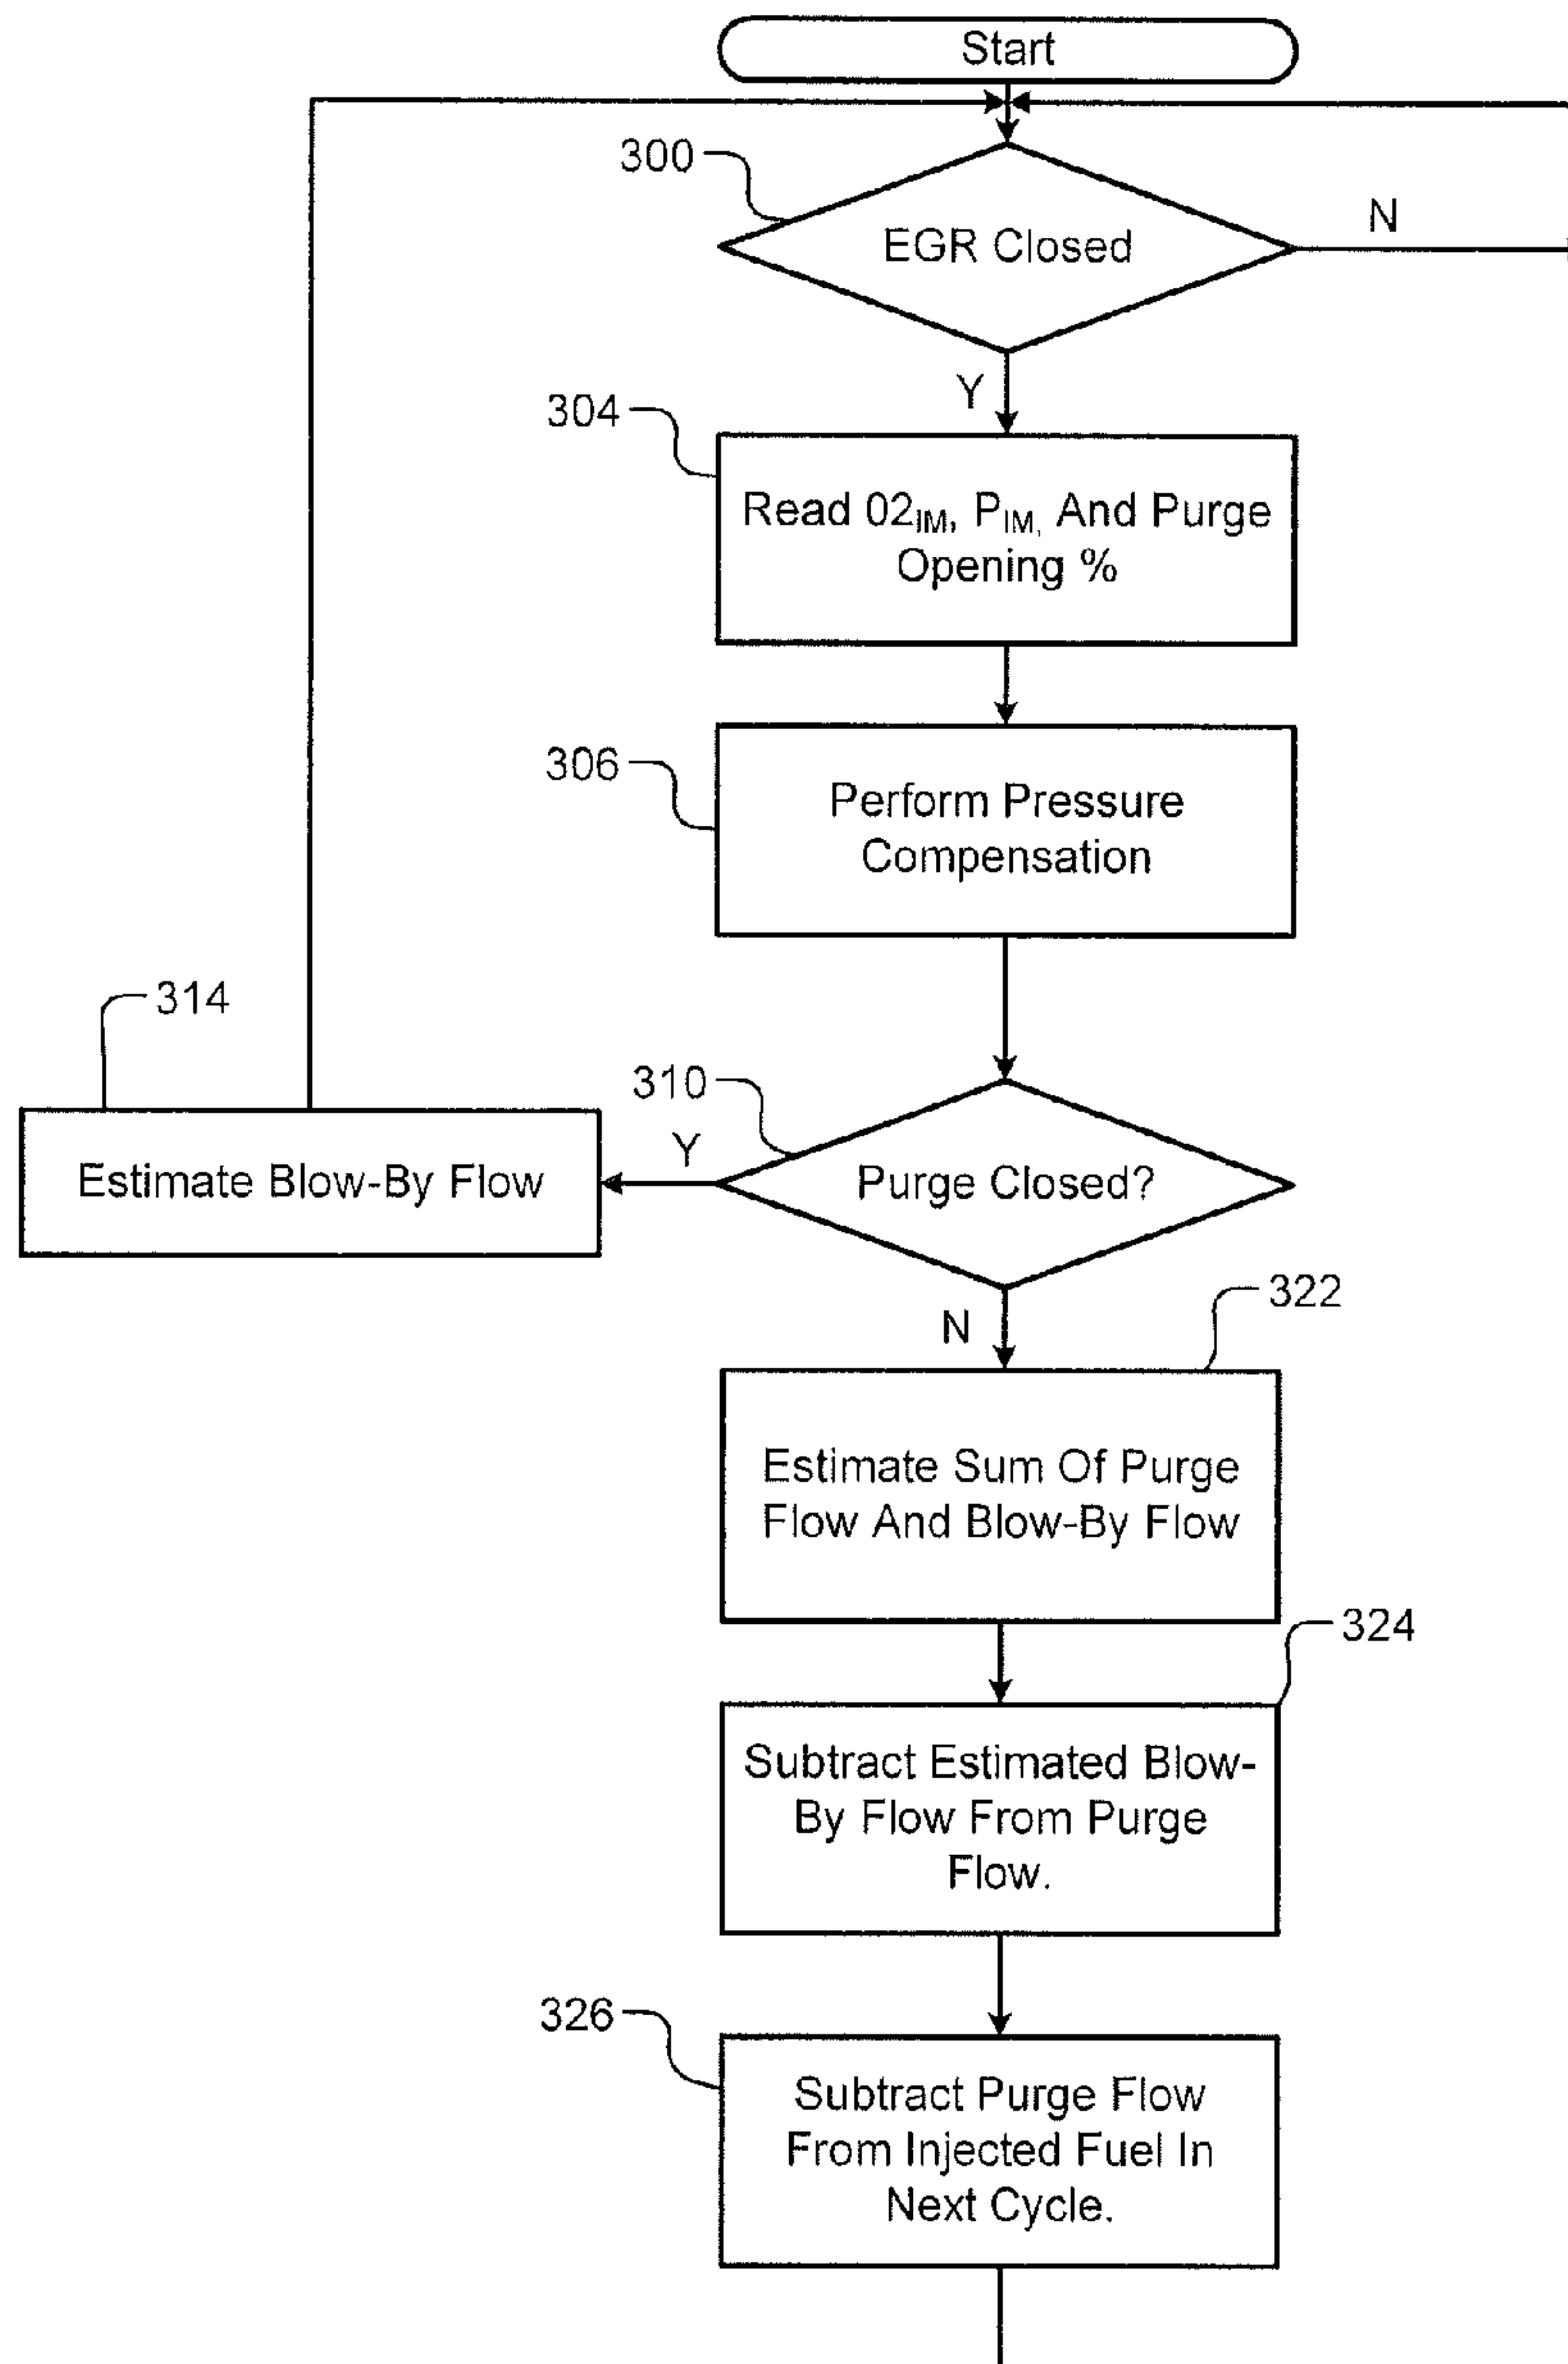 Start
300
EGR Closed
N
Y
304
Read 02IM, PIM, And Purge
Opening %
306
Perform Pressure
Compensation
314
310
Y
Estimate Blow-By Flow
Purge Closed?
N
322
Estimate Sum Of Purge
Flow And Blow-By Flow
324
Subtract Estimated Blow-
By Flow From Purge
Flow.
326
Subtract Purge Flow
From Injected Fuel In
Next Cycle.